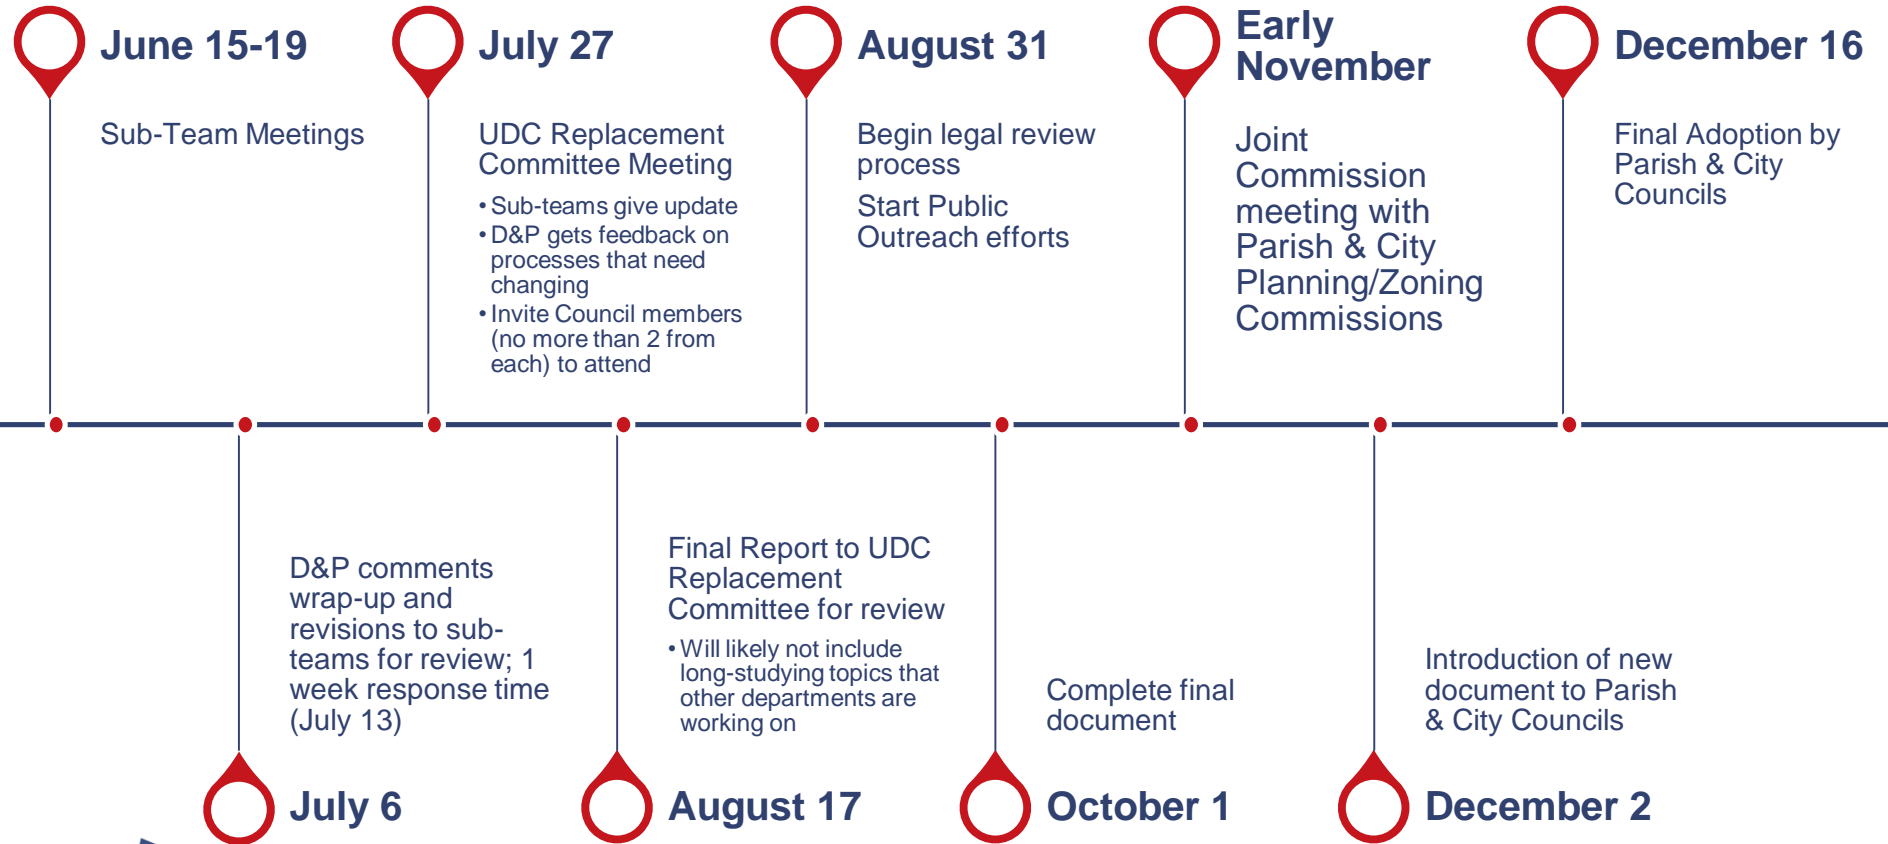 June 15-19
Sub-Team Meetings
July 27
UDC Replacement
Committee Meeting
• Sub-teams give update
• D&P gets feedback on
processes that need
changing
• Invite Council members
(no more than 2 from
each) to attend
August 31
Begin legal review
process
Start Public
Outreach efforts
Early
November
Joint
Commission
meeting with
Parish & City
Planning/Zoning
Commissions
December 16
Final Adoption by
Parish & City
Councils
D&P comments
wrap-up and
revisions to sub-
teams for review; 1
week response time
(July 13)
July 6
Final Report to UDC
Replacement
Committee for review
• Will likely not include
long-studying topics that
other departments are
working on
August 17
Complete final
document
October 1
Introduction of new
document to Parish
& City Councils
December 2